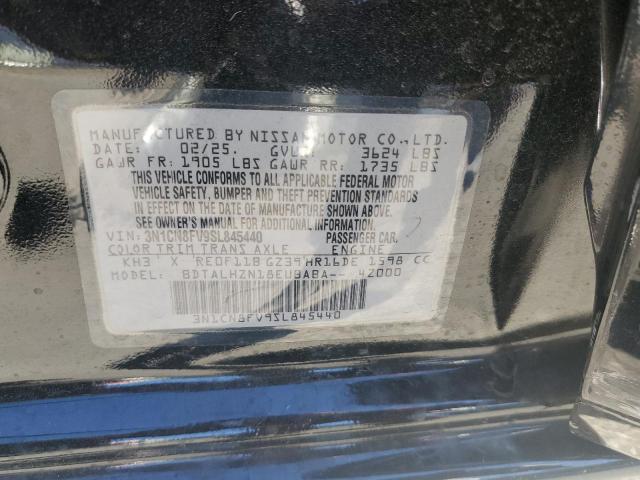 MANUFACTURED BY NISSAN MOTOR CO., LTD.
DATE: 02/25. GVWR: 3624 LBS
GAWR FR: 1905 LBS GAWR RR: 1735 LBS
THIS VEHICLE CONFORMS TO ALL APPLICABLE FEDERAL MOTOR
VEHICLE SAFETY, BUMPER AND THEFT PREVENTION STANDARDS
IN EFFECT ON THE DATE OF MANUFACTURE SHOWN ABOVE.
SEE OWNER'S MANUAL FOR ADDITIONAL INFORMATION.
VIN: 3N1CN8FV9SL845440 PASSENGER CAR.
COLOR TRIM TRANS AXLE ENGINE
KH3 X RE0F11B GZ39 HR16DE 1598 CC
MODEL: BDTALHZN18EUBABA-- 42000
3N1CN8FV9SL845440